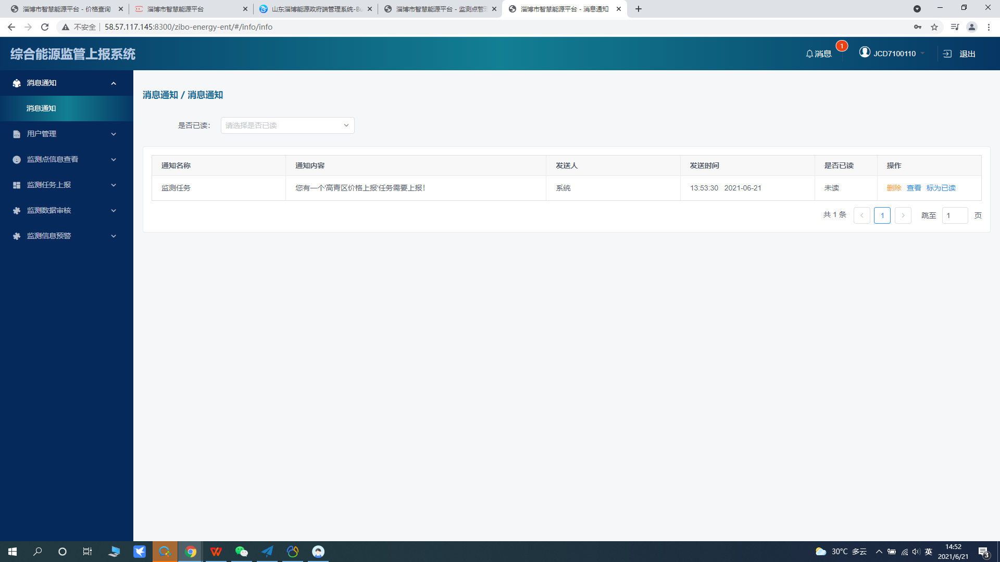 淄博市智慧能源平台 - 价格查询
淄博市智慧能源平台
山东淄博能源政府端管理系统-Bu
淄博市智慧能源平台 - 监测点管理
淄博市智慧能源平台 - 消息通知
不安全
58.57.117.145:8300/zibo-energy-ent/#/info/info
综合能源监管上报系统
消息
1
JCD7100110
退出
消息通知
消息通知
用户管理
监测点信息查看
监测任务上报
监测数据审核
监测信息预警
消息通知 / 消息通知
是否已读：
请选择是否已读
通知名称 通知内容 发送人 发送时间 是否已读 操作
监测任务 您有一个'高青区价格上报'任务需要上报！ 系统 13:53:30 2021-06-21 未读 删除 查看 标为已读
共 1 条 1 跳至 1 页
30°C 多云
英
14:52
2021/6/21
3